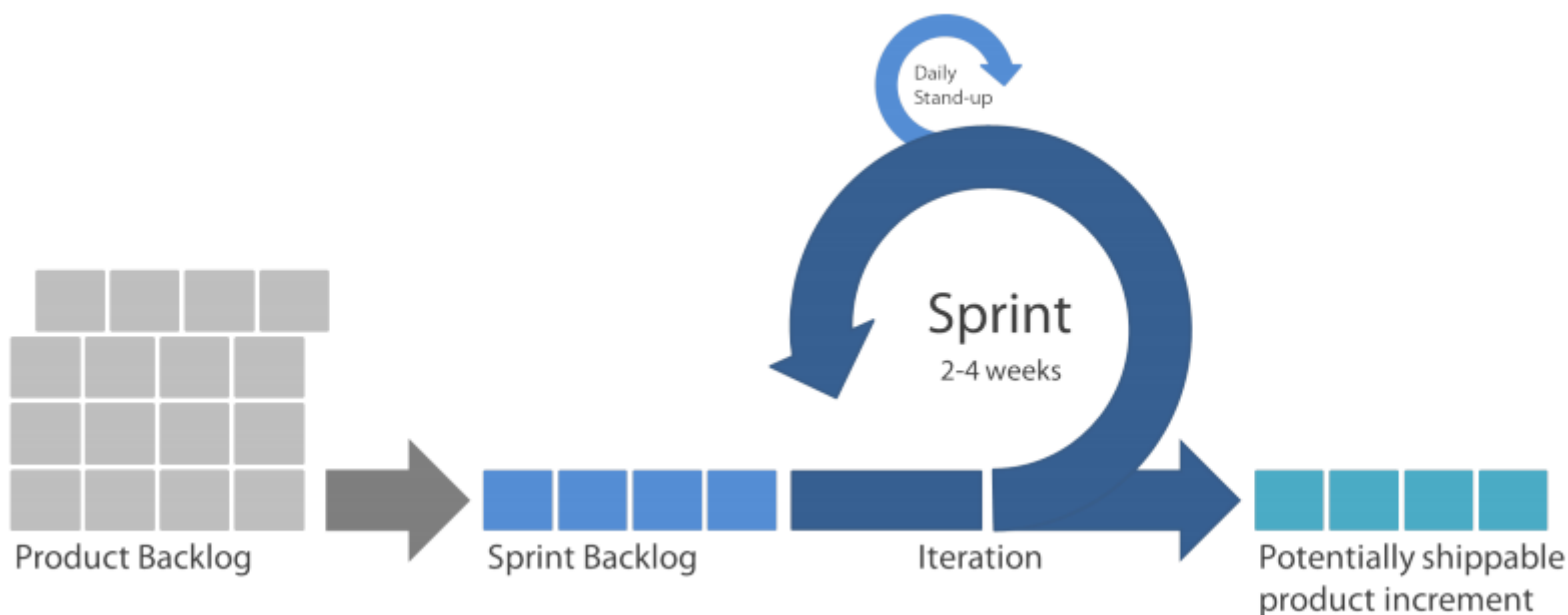 Daily
Stand-up
Sprint
2-4 weeks
Product Backlog
Sprint Backlog
Iteration
Potentially shippable
product increment